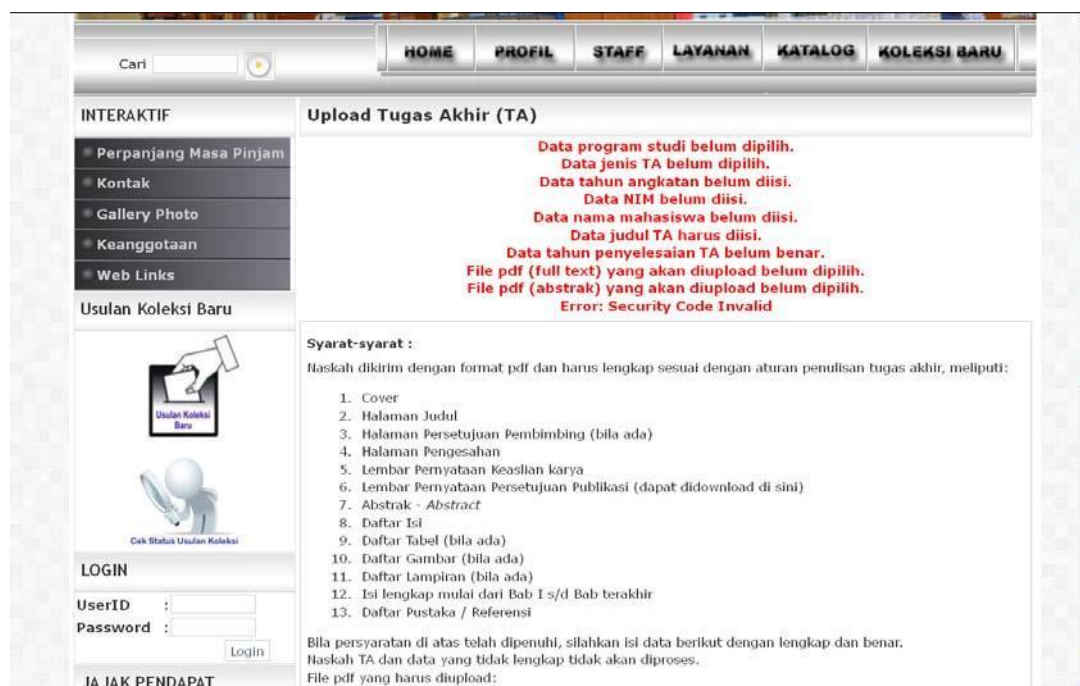 HOME PROFIL STAFF LAYANAN KATALOG KOLEKSI BARU
Cari
INTERAKTIF
Perpanjang Masa Pinjam
Kontak
Gallery Photo
Keanggotaan
Web Links
Usulan Koleksi Baru
Usulan Koleksi
Baru
Cek Status Usulan Koleksi
LOGIN
UserID :
Password :
Login
JAJAK PENDAPAT
Upload Tugas Akhir (TA)
Data program studi belum dipilih.
Data jenis TA belum dipilih.
Data tahun angkatan belum diisi.
Data NIM belum diisi.
Data nama mahasiswa belum diisi.
Data judul TA harus diisi.
Data tahun penyelesaian TA belum benar.
File pdf (full text) yang akan diupload belum dipilih.
File pdf (abstrak) yang akan diupload belum dipilih.
Error: Security Code Invalid
Syarat-syarat :
Naskah dikirim dengan format pdf dan harus lengkap sesuai dengan aturan penulisan tugas akhir, meliputi:
1. Cover
2. Halaman Judul
3. Halaman Persetujuan Pembimbing (bila ada)
4. Halaman Pengesahan
5. Lembar Pernyataan Keaslian karya
6. Lembar Pernyataan Persetujuan Publikasi (dapat didownload di sini)
7. Abstrak - Abstract
8. Daftar Isi
9. Daftar Tabel (bila ada)
10. Daftar Gambar (bila ada)
11. Daftar Lampiran (bila ada)
12. Isi lengkap mulai dari Bab I s/d Bab terakhir
13. Daftar Pustaka / Referensi
Bila persyaratan di atas telah dipenuhi, silahkan isi data berikut dengan lengkap dan benar.
Naskah TA dan data yang tidak lengkap tidak akan diproses.
File pdf yang harus diupload: